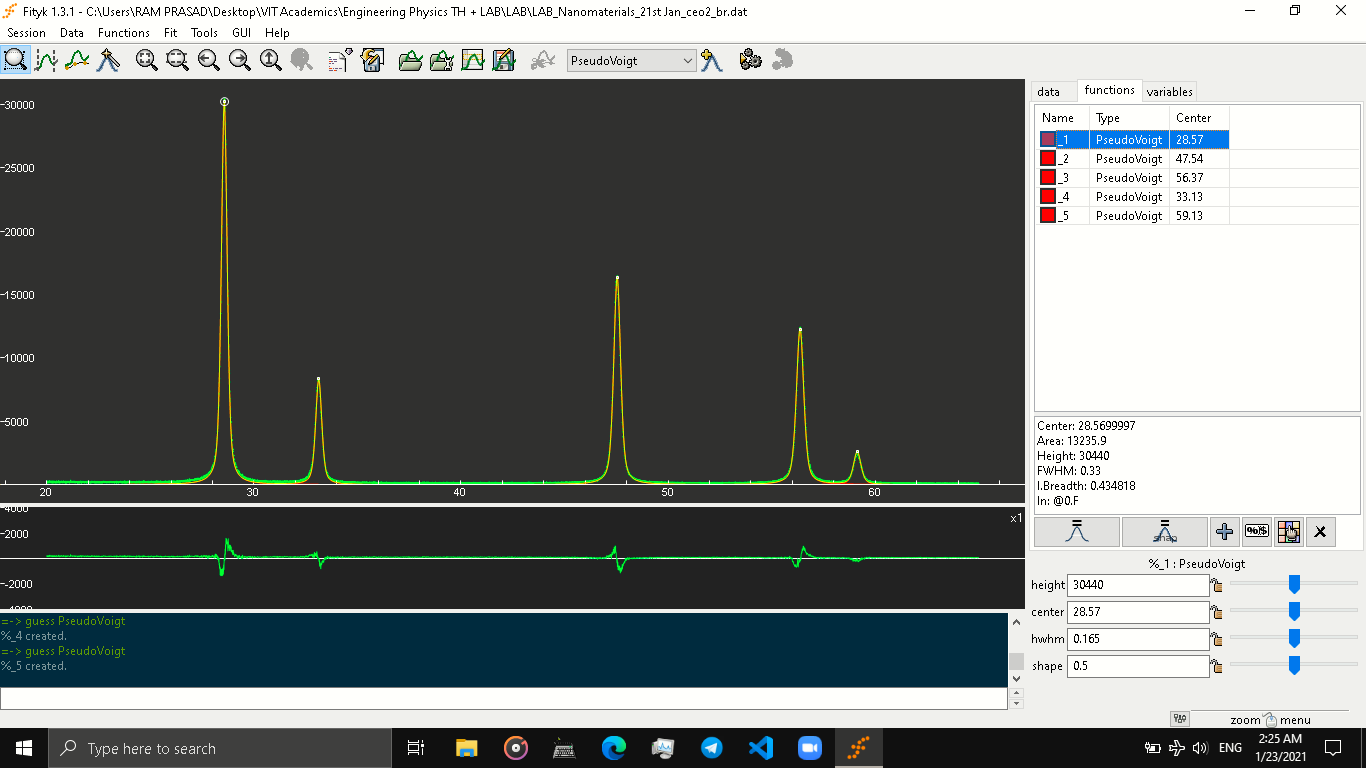 Fityk 1.3.1 - C:\Users\RAM PRASAD\Desktop\VIT Academics\Engineering Physics TH + LAB\LAB\LAB_Nanomaterials_21st Jan_ceo2_br.dat
Session Data Functions Fit Tools GUI Help
PseudoVoigt
data functions variables
Name Type Center
_1 PseudoVoigt 28.57
_2 PseudoVoigt 47.54
_3 PseudoVoigt 56.37
_4 PseudoVoigt 33.13
_5 PseudoVoigt 59.13
30000
25000
20000
15000
10000
5000
20 30 40 50 60
Center: 28.5699997
Area: 13235.9
Height: 30440
FWHM: 0.33
I.Breadth: 0.434818
In: @0.F
4000
x1
2000
-2000
-4000
snap
%_1 : PseudoVoigt
height 30440
center 28.57
hwhm 0.165
shape 0.5
=-> guess PseudoVoigt
%_4 created.
=-> guess PseudoVoigt
%_5 created.
zoom menu
Type here to search
ENG
2:25 AM
1/23/2021